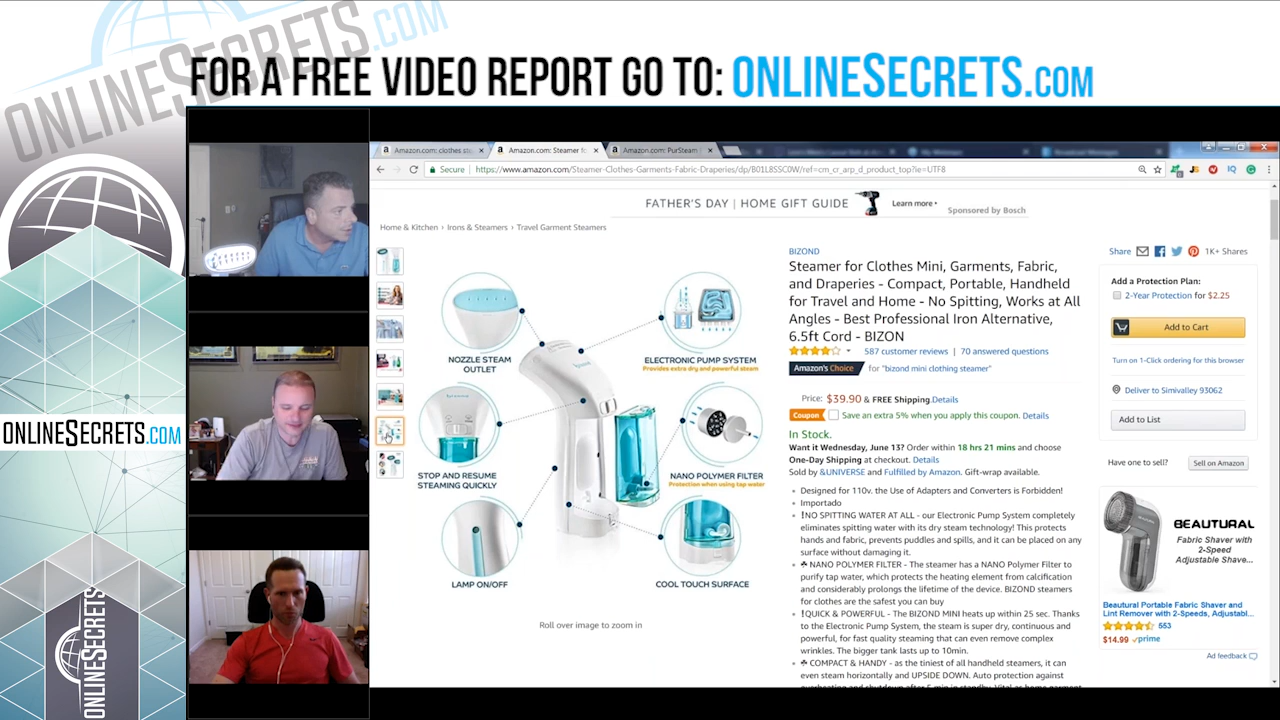 ONLINESECRETS.COM
FOR A FREE VIDEO REPORT GO TO: ONLINESECRETS.COM
Amazon.com: clothes ste
Amazon.com: Steamer fo
Amazon.com: PurSteam
Secure
https://www.amazon.com/Steamer-Clothes-Garments-Fabric-Draperies/dp/B01L8SSC0W/ref=cm_cr_arp_d_product_top?ie=UTF8
FATHER'S DAY | HOME GIFT GUIDE
Learn more
Sponsored by Bosch
Home & Kitchen › Irons & Steamers › Travel Garment Steamers
NOZZLE STEAM
OUTLET
ELECTRONIC PUMP SYSTEM
Provides extra dry and powerful steam
STOP AND RESUME
STEAMING QUICKLY
NANO POLYMER FILTER
Protection when using tap water
LAMP ON/OFF
COOL TOUCH SURFACE
Roll over image to zoom in
BIZOND
Steamer for Clothes Mini, Garments, Fabric,
and Draperies - Compact, Portable, Handheld
for Travel and Home - No Spitting, Works at All
Angles - Best Professional Iron Alternative,
6.5ft Cord - BIZON
587 customer reviews | 70 answered questions
Amazon's Choice for "bizond mini clothing steamer"
Price: $39.90 & FREE Shipping. Details
Coupon Save an extra 5% when you apply this coupon. Details
In Stock.
Want it Wednesday, June 13? Order within 18 hrs 21 mins and choose
One-Day Shipping at checkout. Details
Sold by &UNIVERSE and Fulfilled by Amazon. Gift-wrap available.
Designed for 110v. the Use of Adapters and Converters is Forbidden!
Importado
!NO SPITTING WATER AT ALL - our Electronic Pump System completely
eliminates spitting water with its dry steam technology! This protects
hands and fabric, prevents puddles and spills, and it can be placed on any
surface without damaging it.
☘ NANO POLYMER FILTER - The steamer has a NANO Polymer Filter to
purify tap water, which protects the heating element from calcification
and considerably prolongs the lifetime of the device. BIZOND steamers
for clothes are the safest you can buy
!QUICK & POWERFUL - The BIZOND MINI heats up within 25 sec. Thanks
to the Electronic Pump System, the steam is super dry, continuous and
powerful, for fast quality steaming that can even remove complex
wrinkles. The bigger tank lasts up to 10min.
☘ COMPACT & HANDY - as the tiniest of all handheld steamers, it can
even steam horizontally and UPSIDE DOWN. Auto protection against
Share
1K+ Shares
Add a Protection Plan:
2-Year Protection for $2.25
Add to Cart
Turn on 1-Click ordering for this browser
Deliver to Simivalley 93062
Add to List
Have one to sell?
Sell on Amazon
BEAUTURAL
Fabric Shaver with
2-Speed
Adjustable Shave...
Beautural Portable Fabric Shaver and
Lint Remover with 2-Speeds, Adjustabl...
553
$14.99 prime
Ad feedback
ONLINESECRETS.COM
ONLINESECRETS